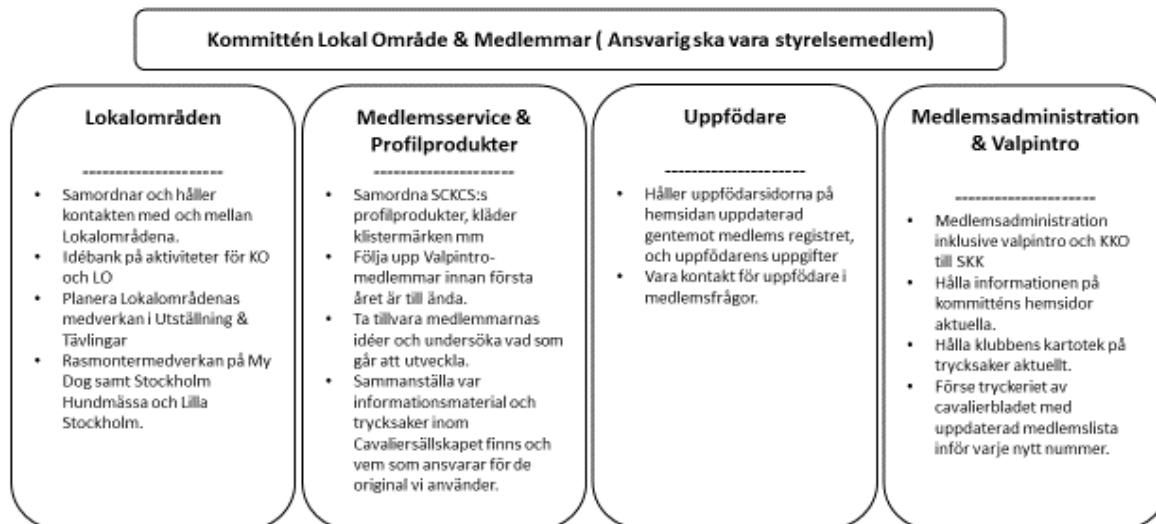 Kommittén Lokal Område & Medlemmar ( Ansvarig ska vara styrelsemedlem)
Lokalområden
----------------------
• Samordnar och håller
kontakten med och mellan
Lokalområdena.
• Idébank på aktiviteter för KO
och LO
• Planera Lokalområdenas
medverkan i Utställning &
Tävlingar
• Rasmontermedverkan på My
Dog samt Stockholm
Hundmässa och Lilla
Stockholm.
Medlemsservice &
Profilprodukter
----------------------
• Samordna SCKCS:s
profilprodukter, kläder
klistermärken mm
• Följa upp Valpintro-
medlemmar innan första
året är till ända.
• Ta tillvara medlemmarnas
idéer och undersöka vad som
går att utveckla.
• Sammanställa var
informationsmaterial och
trycksaker inom
Cavaliersällskapet finns och
vem som ansvarar för de
original vi använder.
Uppfödare
----------------------
• Håller uppfödarsidorna på
hemsidan uppdaterad
gentemot medlems registret,
och uppfödarens uppgifter
• Vara kontakt för uppfödare i
medlemsfrågor.
Medlemsadministration
& Valpintro
----------------------
• Medlemsadministration
inklusive valpintro och KKO
till SKK
• Hålla informationen på
kommitténs hemsidor
aktuella.
• Hålla klubbens kartotek på
trycksaker aktuellt.
• Förse tryckeriet av
cavalierbladet med
uppdaterad medlemslista
inför varje nytt nummer.